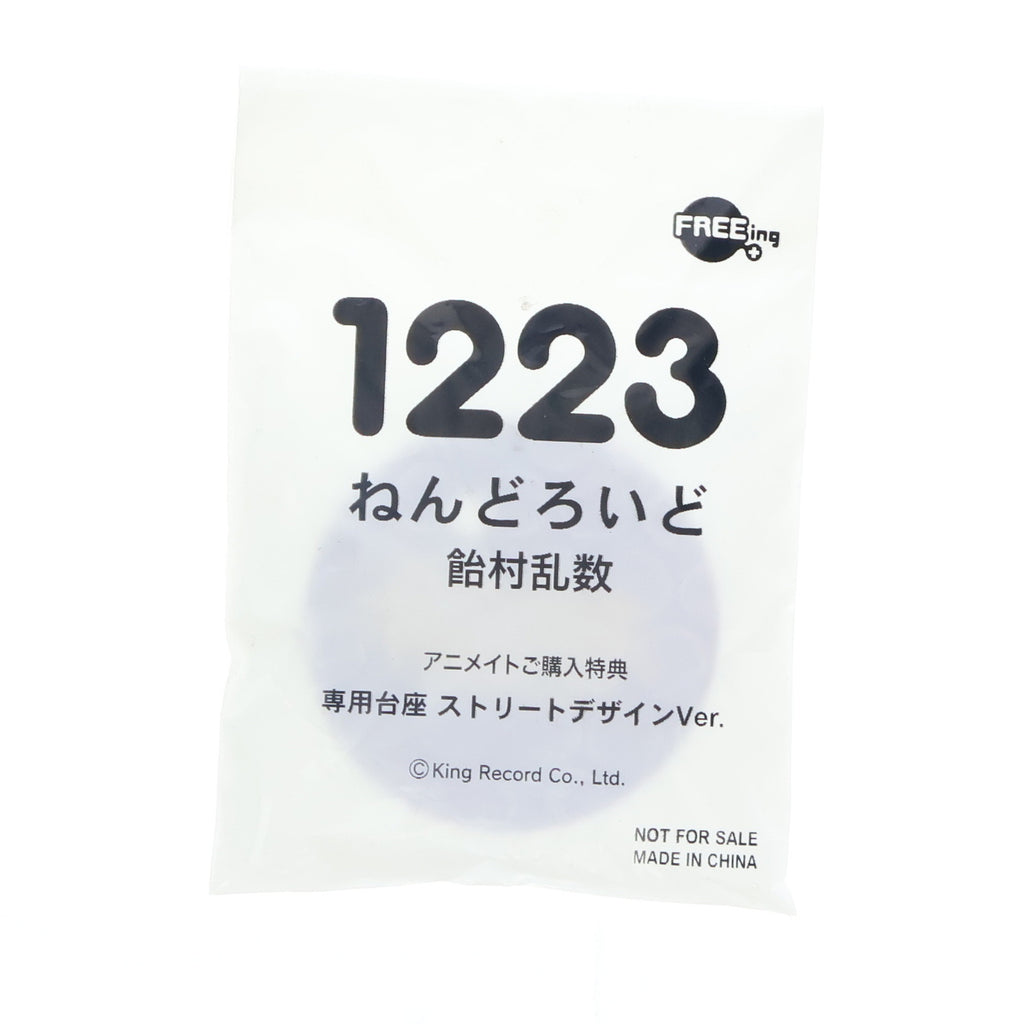 FREEing
1223
ねんどろいど
飴村乱数
アニメイトご購入特典
専用台座 ストリートデザインVer.
©King Record Co., Ltd.
NOT FOR SALE
MADE IN CHINA